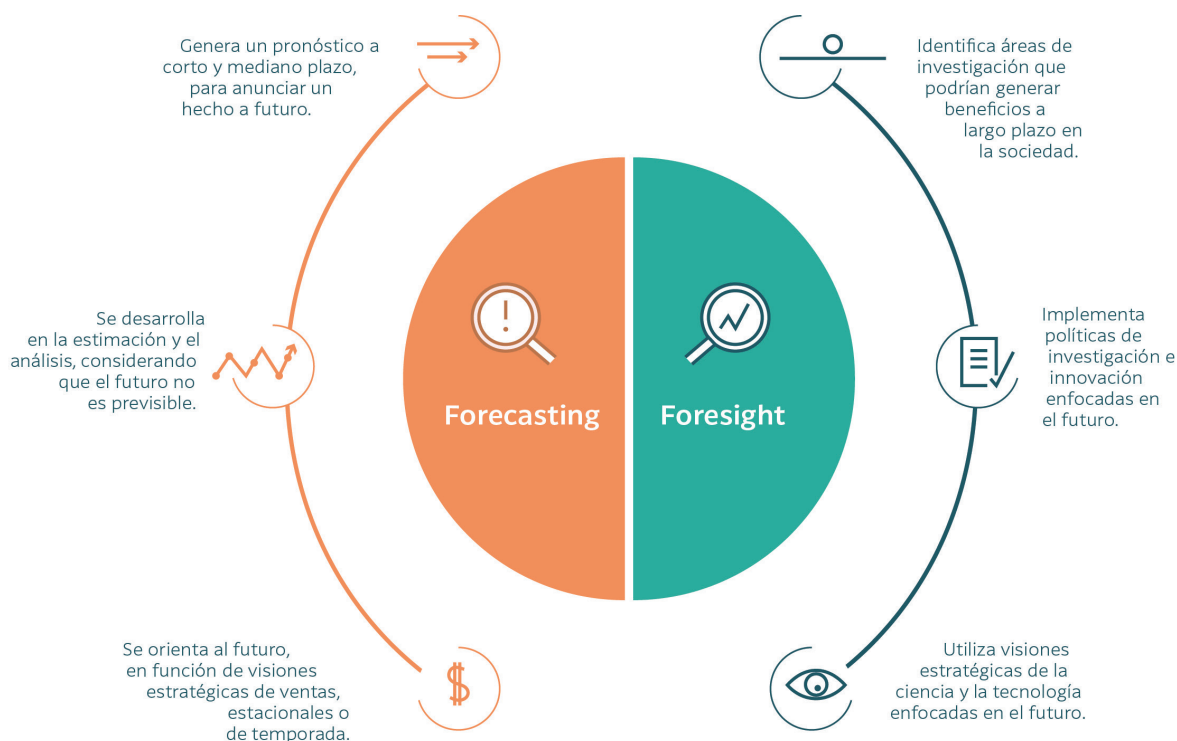 Genera un pronóstico a
corto y mediano plazo,
para anunciar un
hecho a futuro.
Se desarrolla
en la estimación y el
análisis, considerando
que el futuro no
es previsible.
Se orienta al futuro,
en función de visiones
estratégicas de ventas,
estacionales o
de temporada.
Forecasting
Foresight
Identifica áreas de
investigación que
podrían generar
beneficios a
largo plazo en
la sociedad.
Implementa
políticas de
investigación e
innovación
enfocadas en
el futuro.
Utiliza visiones
estratégicas de la
ciencia y la tecnología
enfocadas en el futuro.